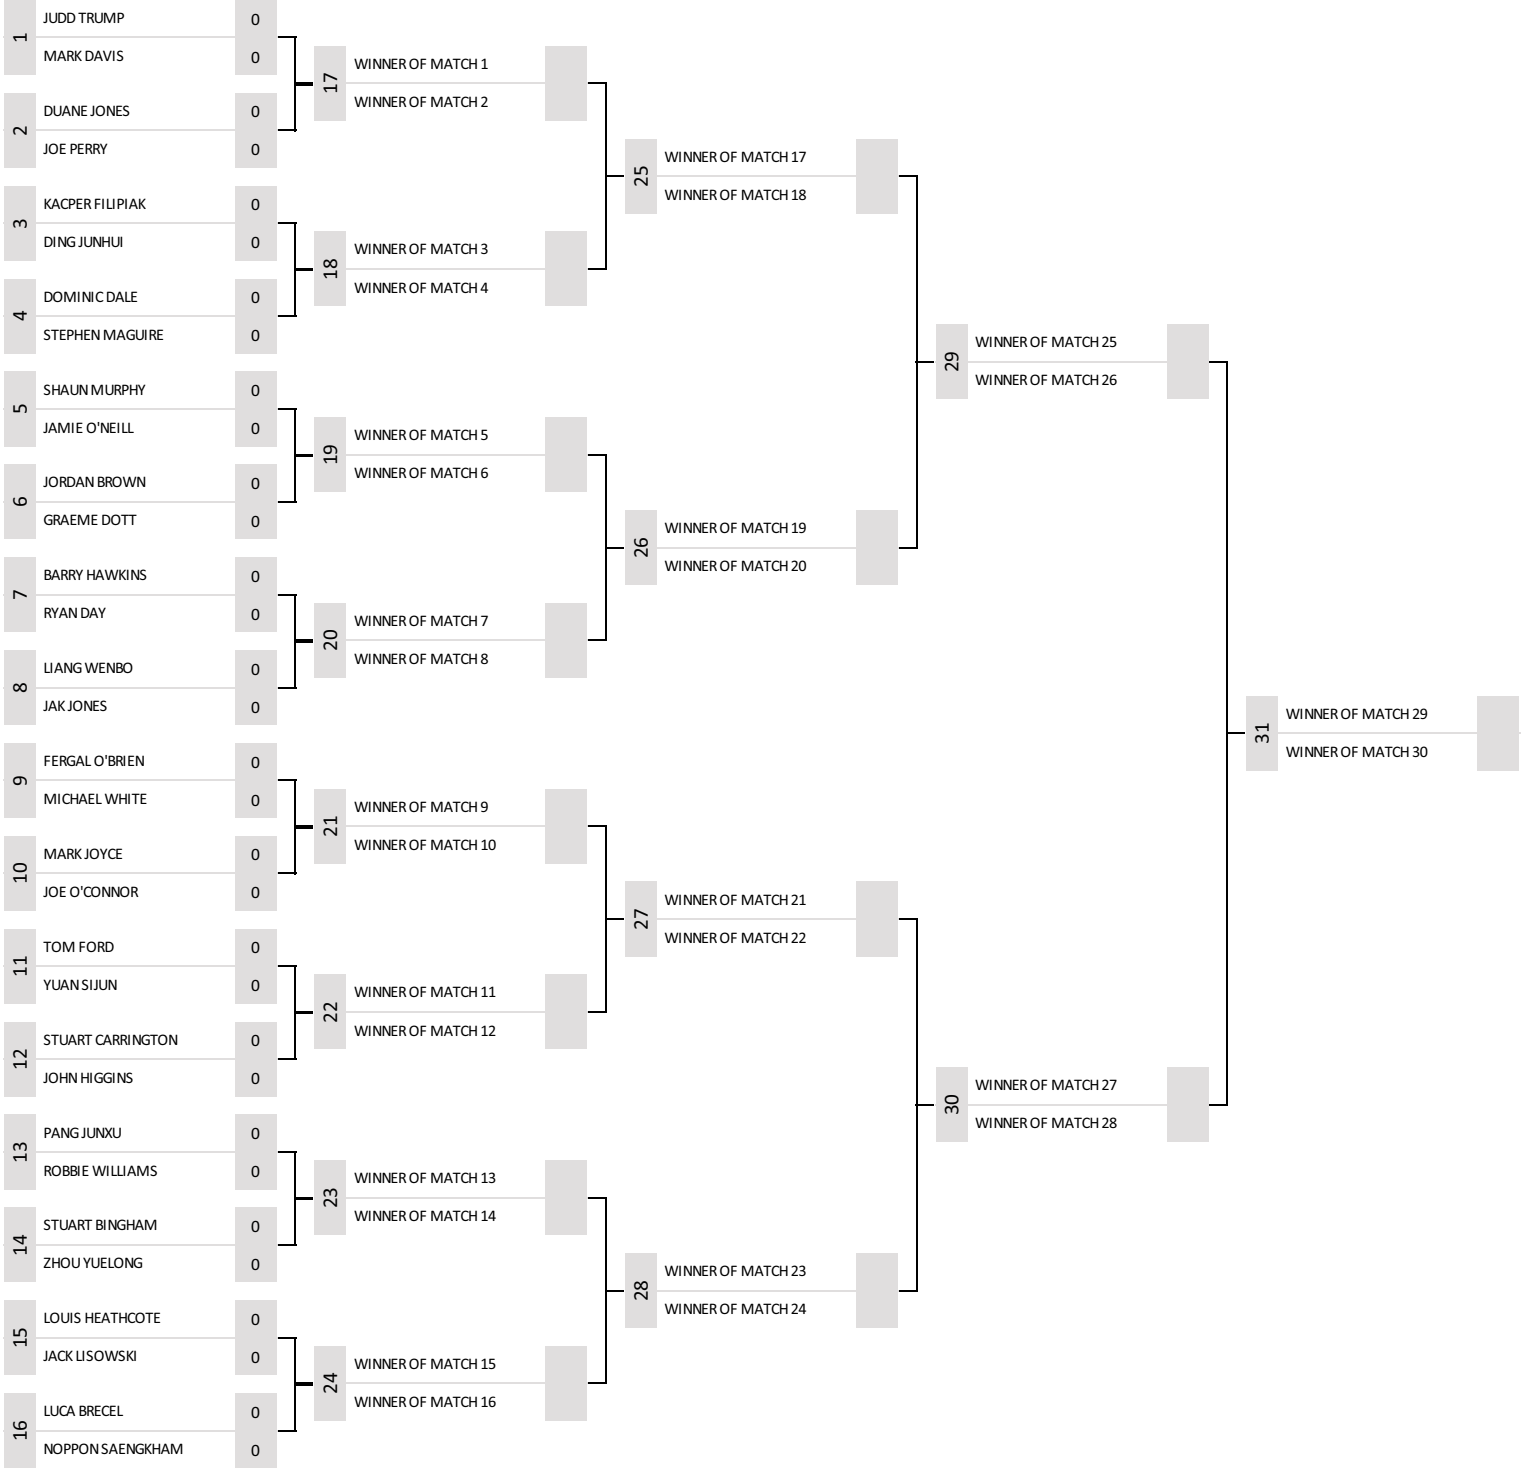 1
JUDD TRUMP 0
MARK DAVIS 0
2
DUANE JONES 0
JOE PERRY 0
3
KACPER FILIPIAK 0
DING JUNHUI 0
4
DOMINIC DALE 0
STEPHEN MAGUIRE 0
5
SHAUN MURPHY 0
JAMIE O'NEILL 0
6
JORDAN BROWN 0
GRAEME DOTT 0
7
BARRY HAWKINS 0
RYAN DAY 0
8
LIANG WENBO 0
JAK JONES 0
9
FERGAL O'BRIEN 0
MICHAEL WHITE 0
10
MARK JOYCE 0
JOE O'CONNOR 0
11
TOM FORD 0
YUAN SIJUN 0
12
STUART CARRINGTON 0
JOHN HIGGINS 0
13
PANG JUNXU 0
ROBBIE WILLIAMS 0
14
STUART BINGHAM 0
ZHOU YUELONG 0
15
LOUIS HEATHCOTE 0
JACK LISOWSKI 0
16
LUCA BRECEL 0
NOPPON SAENGKHAM 0
17
WINNER OF MATCH 1
WINNER OF MATCH 2
18
WINNER OF MATCH 3
WINNER OF MATCH 4
19
WINNER OF MATCH 5
WINNER OF MATCH 6
20
WINNER OF MATCH 7
WINNER OF MATCH 8
21
WINNER OF MATCH 9
WINNER OF MATCH 10
22
WINNER OF MATCH 11
WINNER OF MATCH 12
23
WINNER OF MATCH 13
WINNER OF MATCH 14
24
WINNER OF MATCH 15
WINNER OF MATCH 16
25
WINNER OF MATCH 17
WINNER OF MATCH 18
26
WINNER OF MATCH 19
WINNER OF MATCH 20
27
WINNER OF MATCH 21
WINNER OF MATCH 22
28
WINNER OF MATCH 23
WINNER OF MATCH 24
29
WINNER OF MATCH 25
WINNER OF MATCH 26
30
WINNER OF MATCH 27
WINNER OF MATCH 28
31
WINNER OF MATCH 29
WINNER OF MATCH 30